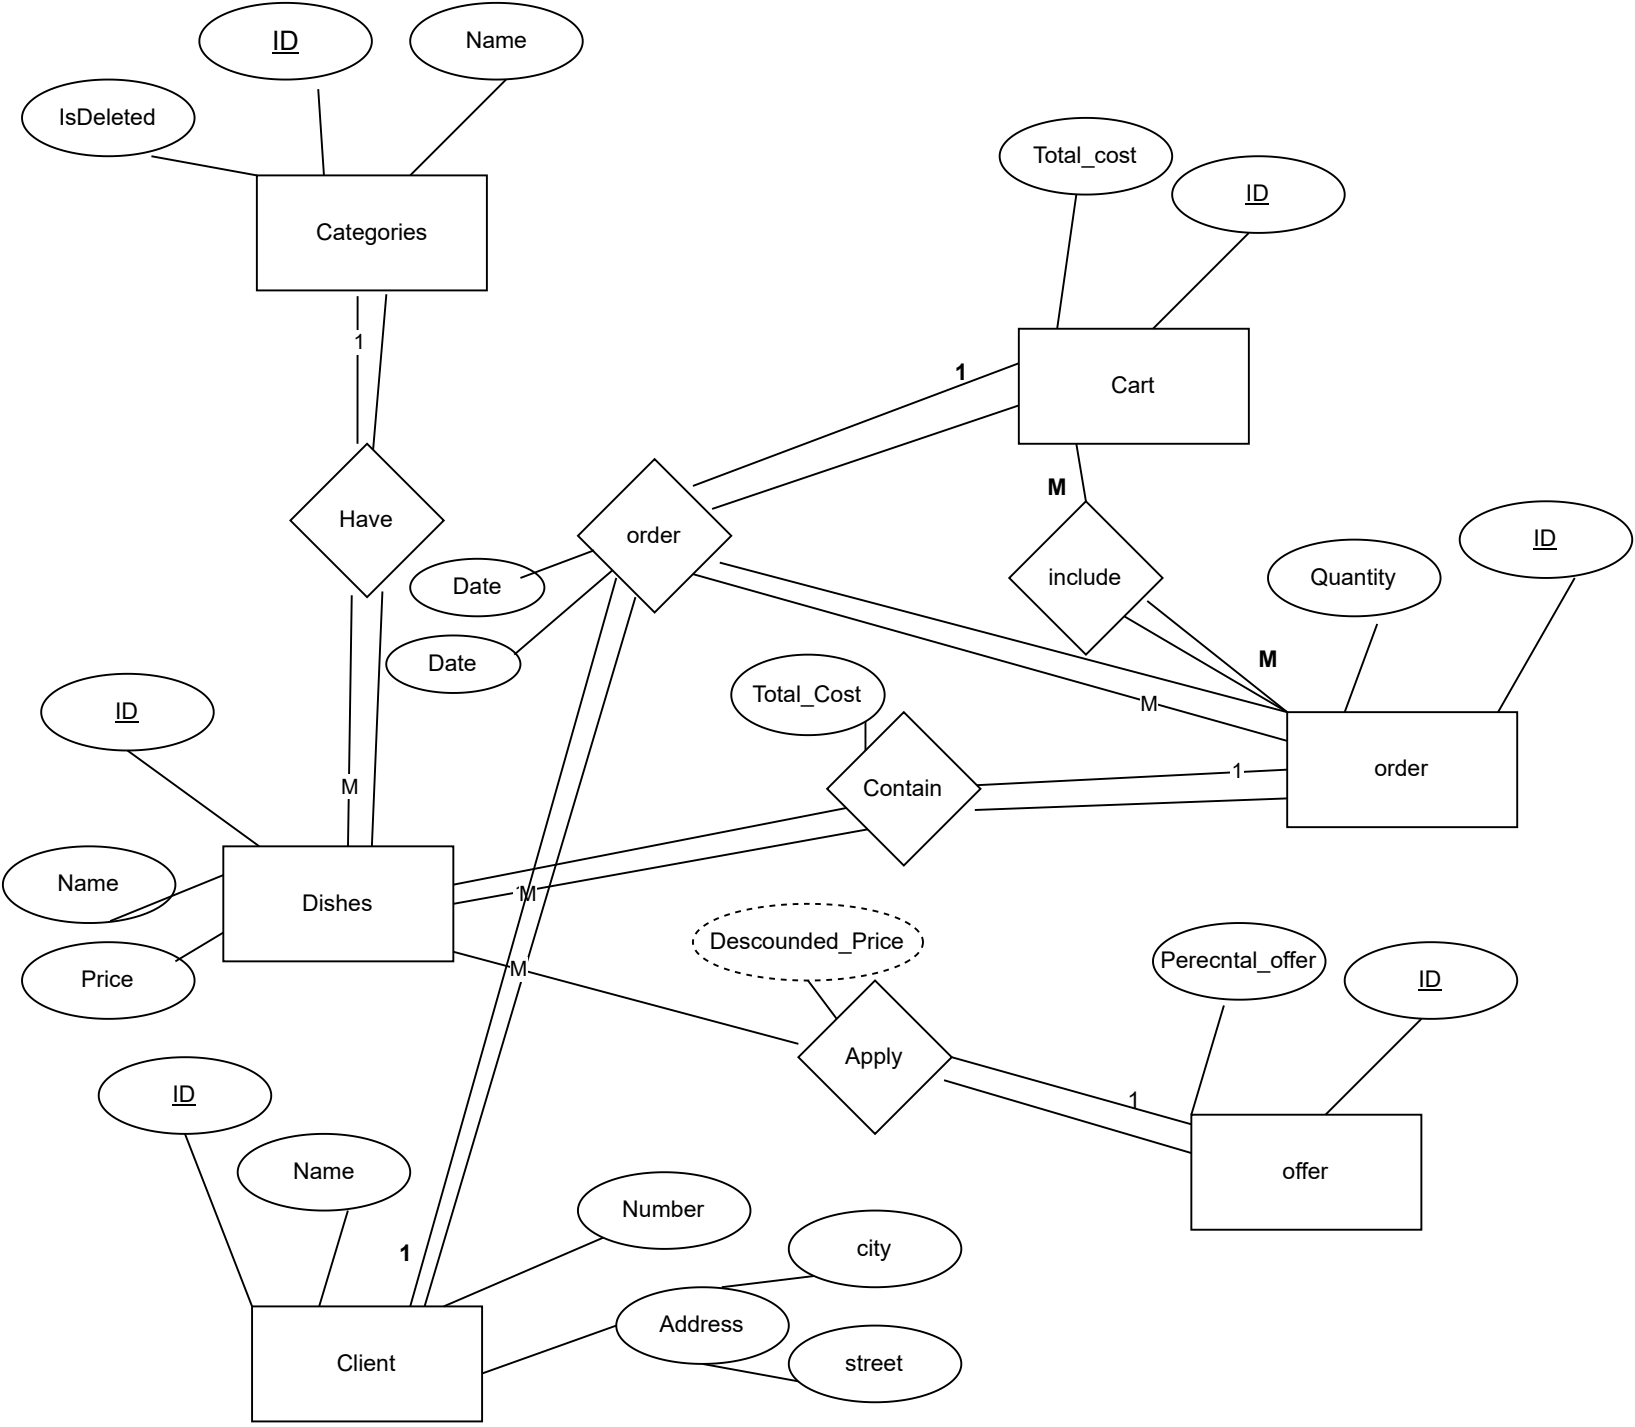 ID
Name
IsDeleted
Total_cost
ID
Categories
1
1
Cart
M
Have
order
include
Quantity
ID
Date
Date
M
Total_Cost
M
ID
order
1
Contain
M
Name
M
Dishes
Descounded_Price
Perecntal_offer
M
Price
ID
Apply
1
ID
Name
offer
Number
city
1
Address
Client
street